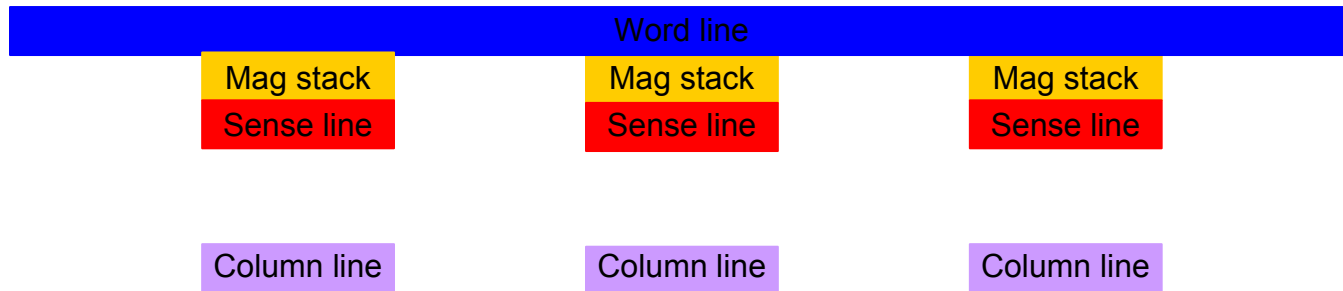 Word line
Mag stack Mag stack Mag stack
Sense line Sense line Sense line
Column line Column line Column line